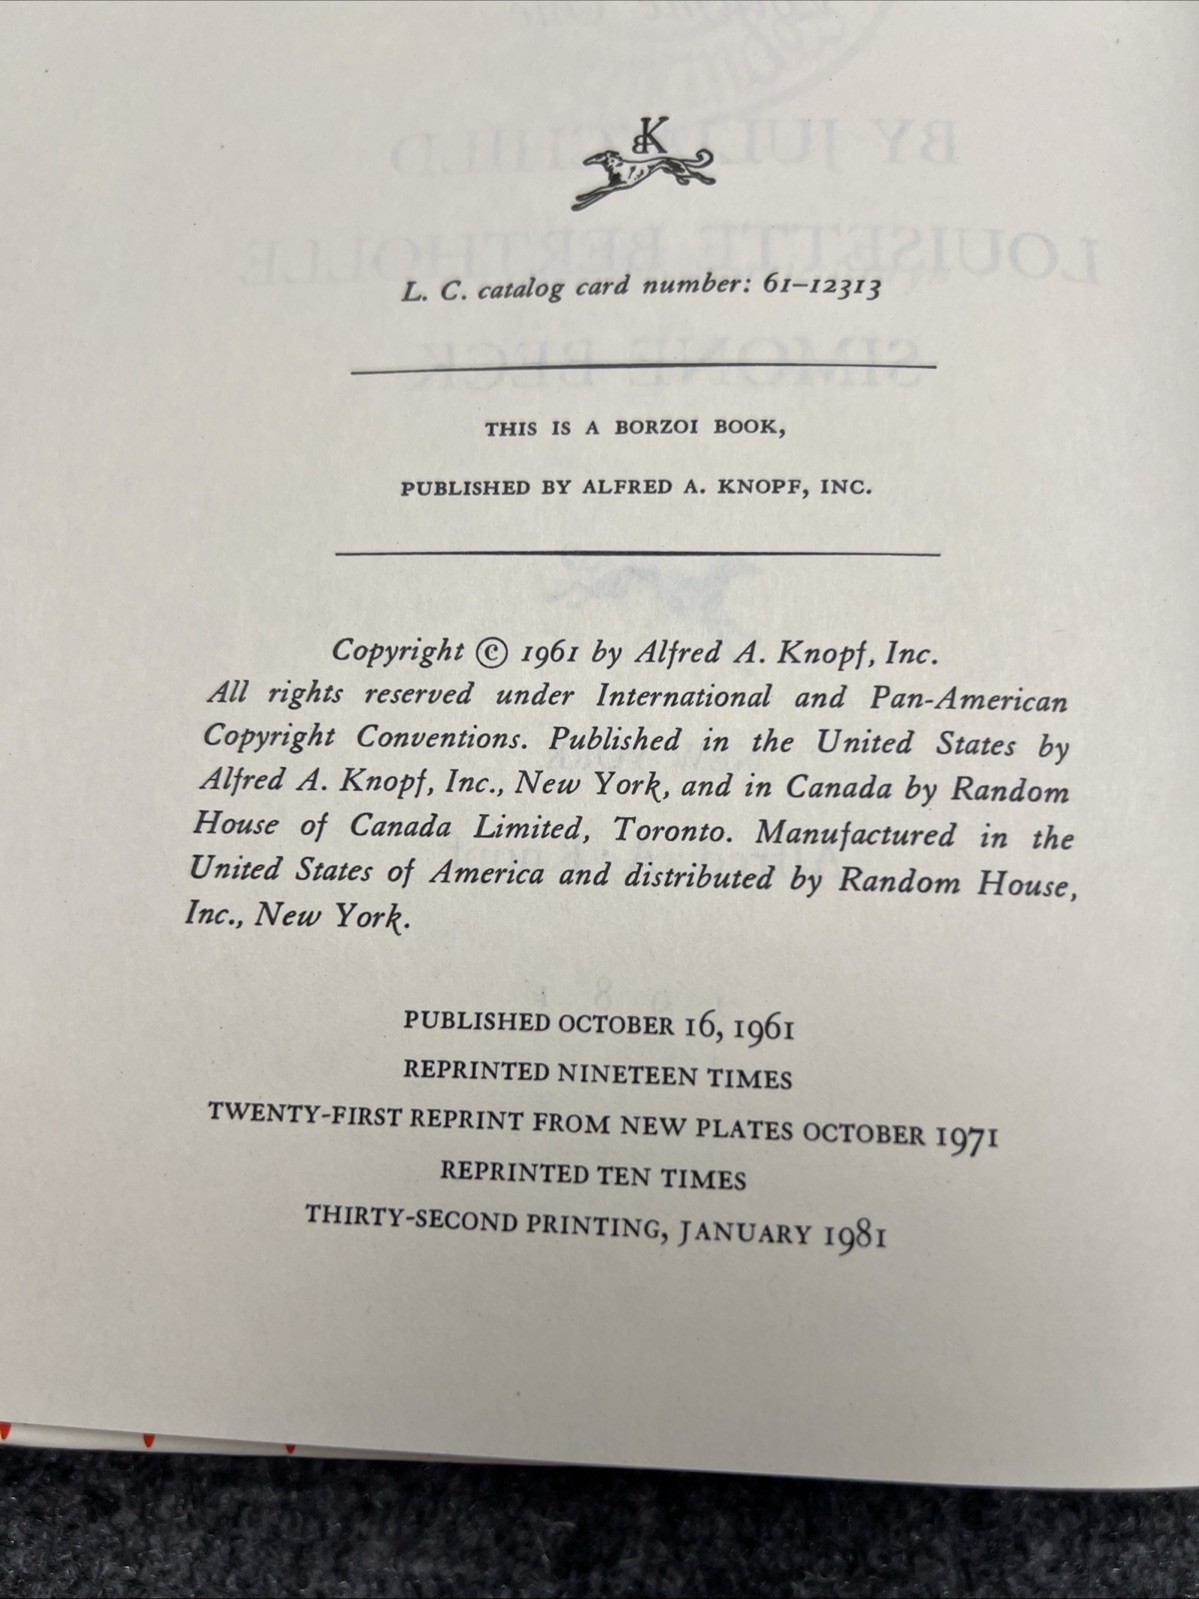 BK
L. C. catalog card number: 61-12313
THIS IS A BORZOI BOOK,
PUBLISHED BY ALFRED A. KNOPF, INC.
Copyright © 1961 by Alfred A. Knopf, Inc.
All rights reserved under International and Pan-American
Copyright Conventions. Published in the United States by
Alfred A. Knopf, Inc., New York, and in Canada by Random
House of Canada Limited, Toronto. Manufactured in the
United States of America and distributed by Random House,
Inc., New York.
PUBLISHED OCTOBER 16, 1961
REPRINTED NINETEEN TIMES
TWENTY-FIRST REPRINT FROM NEW PLATES OCTOBER 1971
REPRINTED TEN TIMES
THIRTY-SECOND PRINTING, JANUARY 1981